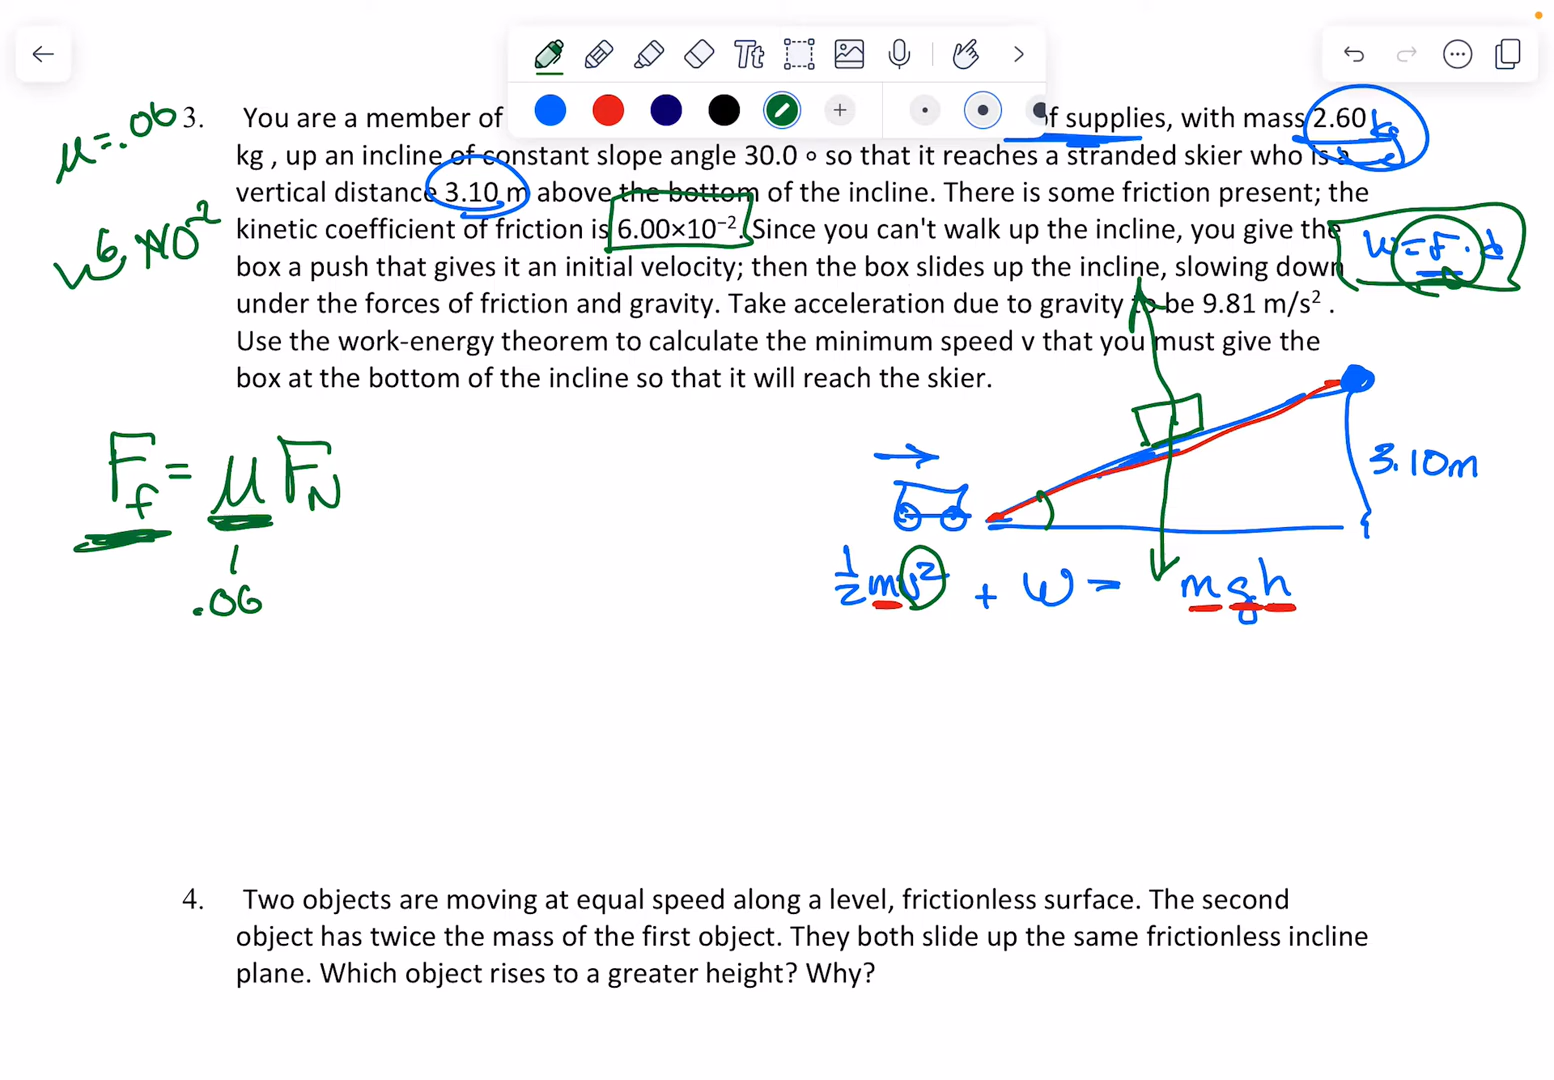 Tt
μ=.06
6x10⁻²
3. You are a member of f supplies, with mass 2.60 kg
kg , up an incline of constant slope angle 30.0 ∘ so that it reaches a stranded skier who is a
vertical distance 3.10 m above the bottom of the incline. There is some friction present; the
kinetic coefficient of friction is 6.00×10⁻². Since you can't walk up the incline, you give the
W=F·d
box a push that gives it an initial velocity; then the box slides up the incline, slowing down
under the forces of friction and gravity. Take acceleration due to gravity to be 9.81 m/s² .
Use the work-energy theorem to calculate the minimum speed v that you must give the
box at the bottom of the incline so that it will reach the skier.
F_f = μ F_N
.06
3.10m
½mv² + W = mgh
4. Two objects are moving at equal speed along a level, frictionless surface. The second
object has twice the mass of the first object. They both slide up the same frictionless incline
plane. Which object rises to a greater height? Why?